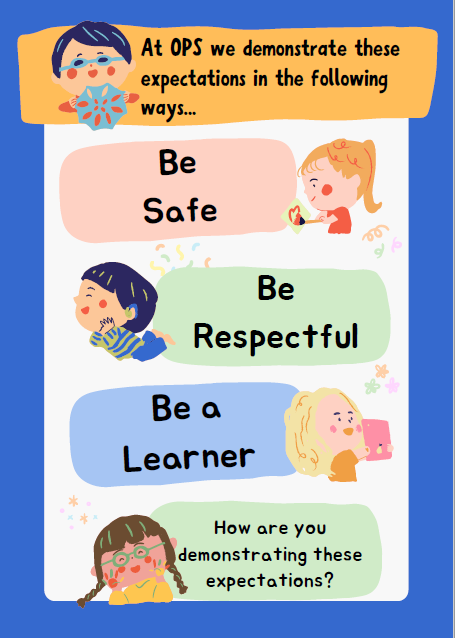 At OPS we demonstrate these
expectations in the following
ways...
Be
Safe
Be
Respectful
Be a
Learner
How are you
demonstrating these
expectations?